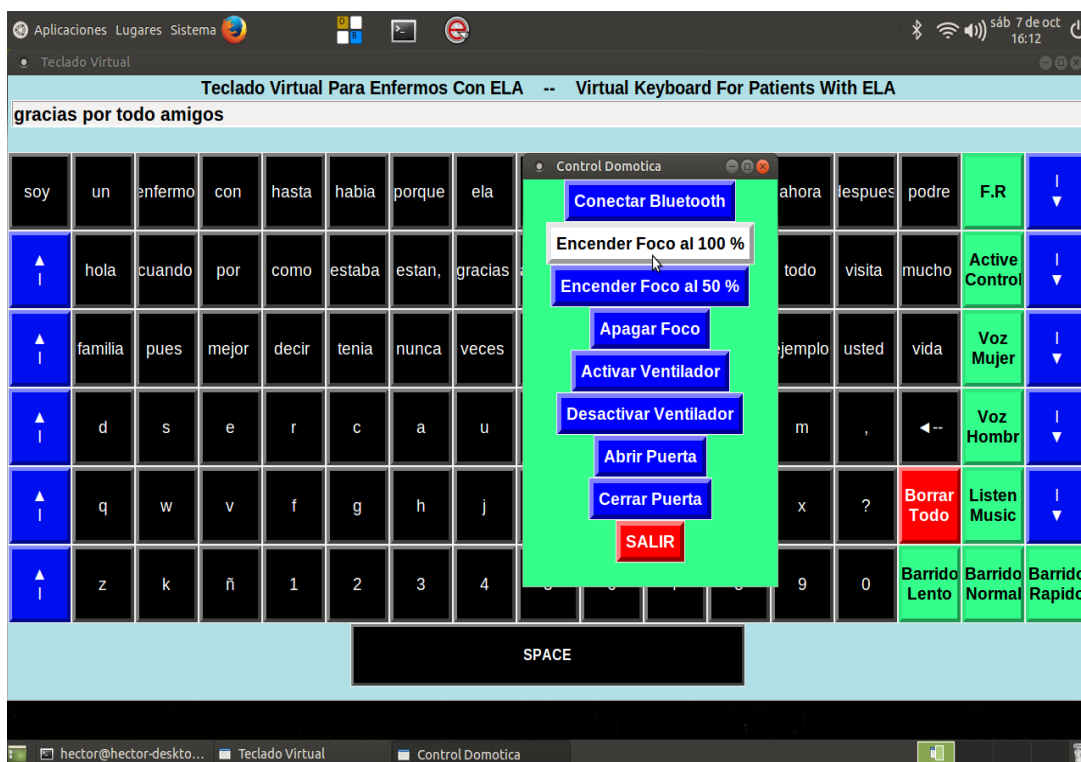 Aplicaciones Lugares Sistema
sáb 7 de oct
16:12
Teclado Virtual
Teclado Virtual Para Enfermos Con ELA -- Virtual Keyboard For Patients With ELA
gracias por todo amigos
soy un enfermo con hasta habia porque ela ahora despues podre F.R
hola cuando por como estaba estan, gracias todo visita mucho Active Control
familia pues mejor decir tenia nunca veces ejemplo usted vida Voz Mujer
d s e r c a u m , ◄-- Voz Hombr
q w v f g h j x ? Borrar Todo Listen Music
z k ñ 1 2 3 4 9 0 Barrido Lento Barrido Normal Barrido Rapido
SPACE
Control Domotica
Conectar Bluetooth
Encender Foco al 100 %
Encender Foco al 50 %
Apagar Foco
Activar Ventilador
Desactivar Ventilador
Abrir Puerta
Cerrar Puerta
SALIR
hector@hector-deskto... Teclado Virtual Control Domotica